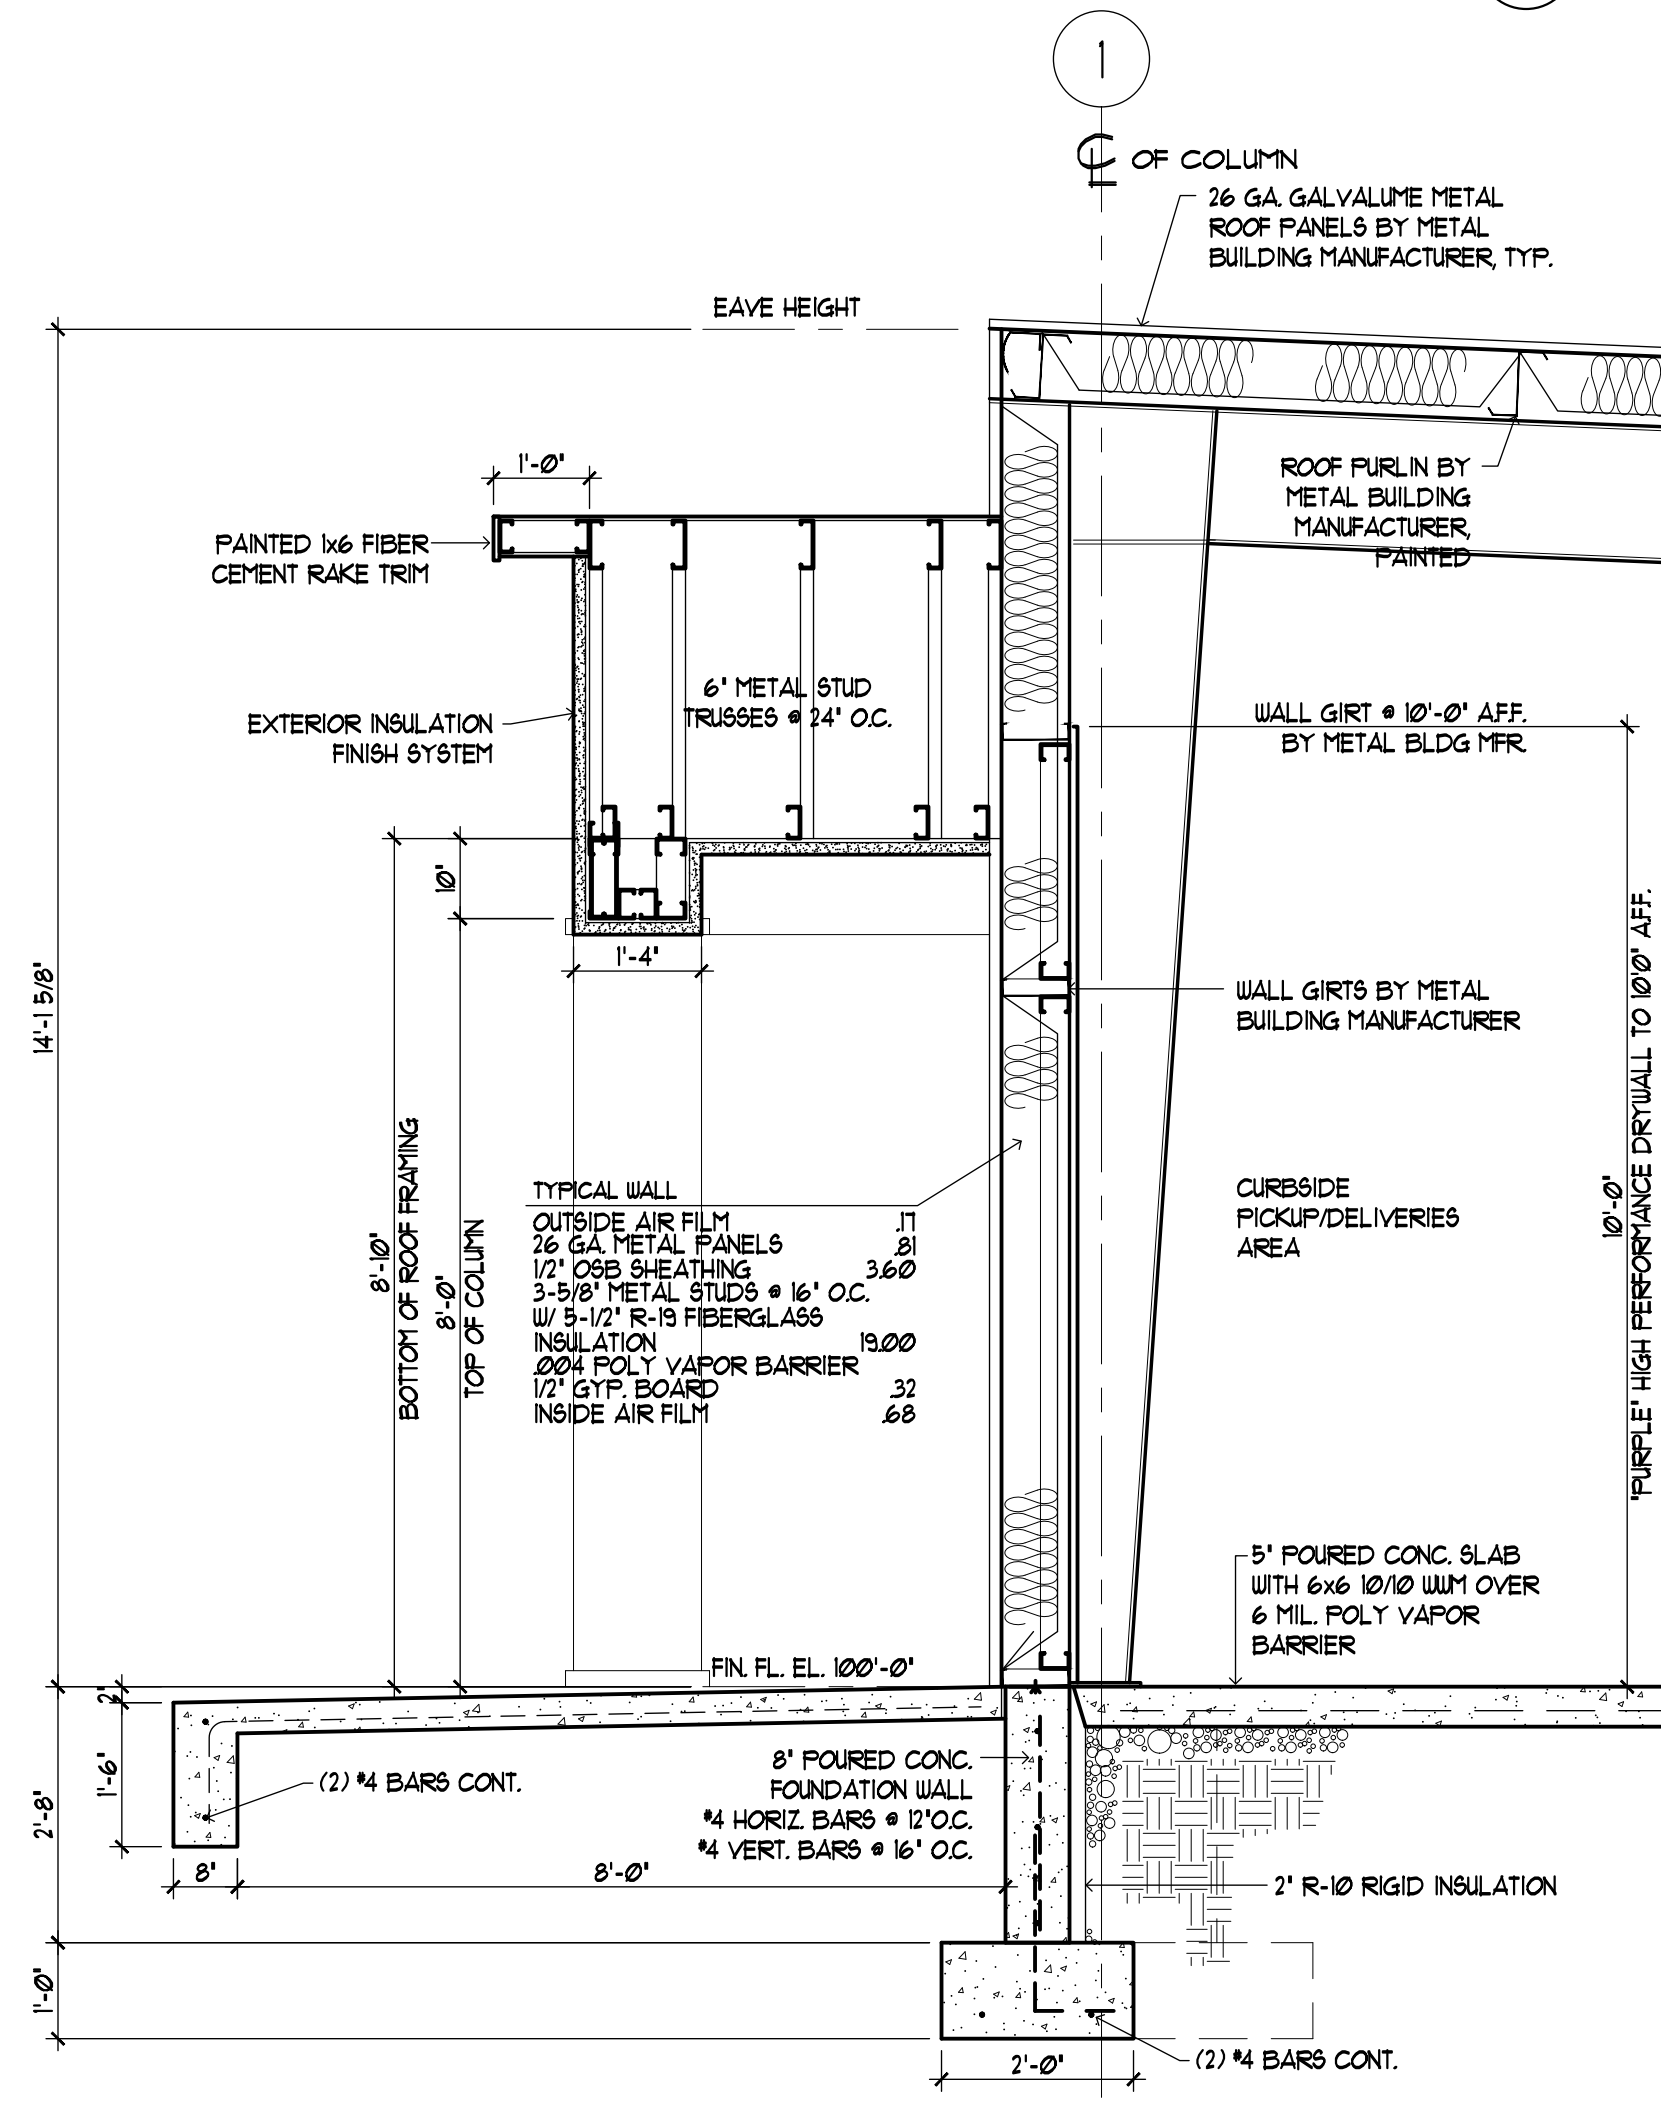 1
℄ OF COLUMN
26 GA. GALVALUME METAL
ROOF PANELS BY METAL
BUILDING MANUFACTURER, TYP.
EAVE HEIGHT
1'-0"
ROOF PURLIN BY
METAL BUILDING
MANUFACTURER,
PAINTED
PAINTED 1x6 FIBER
CEMENT RAKE TRIM
6" METAL STUD
TRUSSES @ 24" O.C.
EXTERIOR INSULATION
FINISH SYSTEM
WALL GIRT @ 10'-0" A.F.F.
BY METAL BLDG MFR.
10"
1'-4"
14'-1 5/8"
WALL GIRTS BY METAL
BUILDING MANUFACTURER
8'-10"
BOTTOM OF ROOF FRAMING
8'-0"
TOP OF COLUMN
10'-0"
"PURPLE" HIGH PERFORMANCE DRYWALL TO 10'0" A.F.F.
TYPICAL WALL
OUTSIDE AIR FILM .17
26 GA. METAL PANELS .81
1/2" OSB SHEATHING 3.60
3-5/8" METAL STUDS @ 16" O.C.
W/ 5-1/2" R-19 FIBERGLASS
INSULATION 19.00
.004 POLY VAPOR BARRIER
1/2" GYP. BOARD .32
INSIDE AIR FILM .68
CURBSIDE
PICKUP/DELIVERIES
AREA
5" POURED CONC. SLAB
WITH 6x6 10/10 WWM OVER
6 MIL. POLY VAPOR
BARRIER
FIN. FL. EL. 100'-0"
2"
1'-6"
2'-8"
(2) #4 BARS CONT.
8" POURED CONC.
FOUNDATION WALL
#4 HORIZ. BARS @ 12"O.C.
#4 VERT. BARS @ 16" O.C.
8"
8'-0"
2" R-10 RIGID INSULATION
1'-0"
2'-0"
(2) #4 BARS CONT.